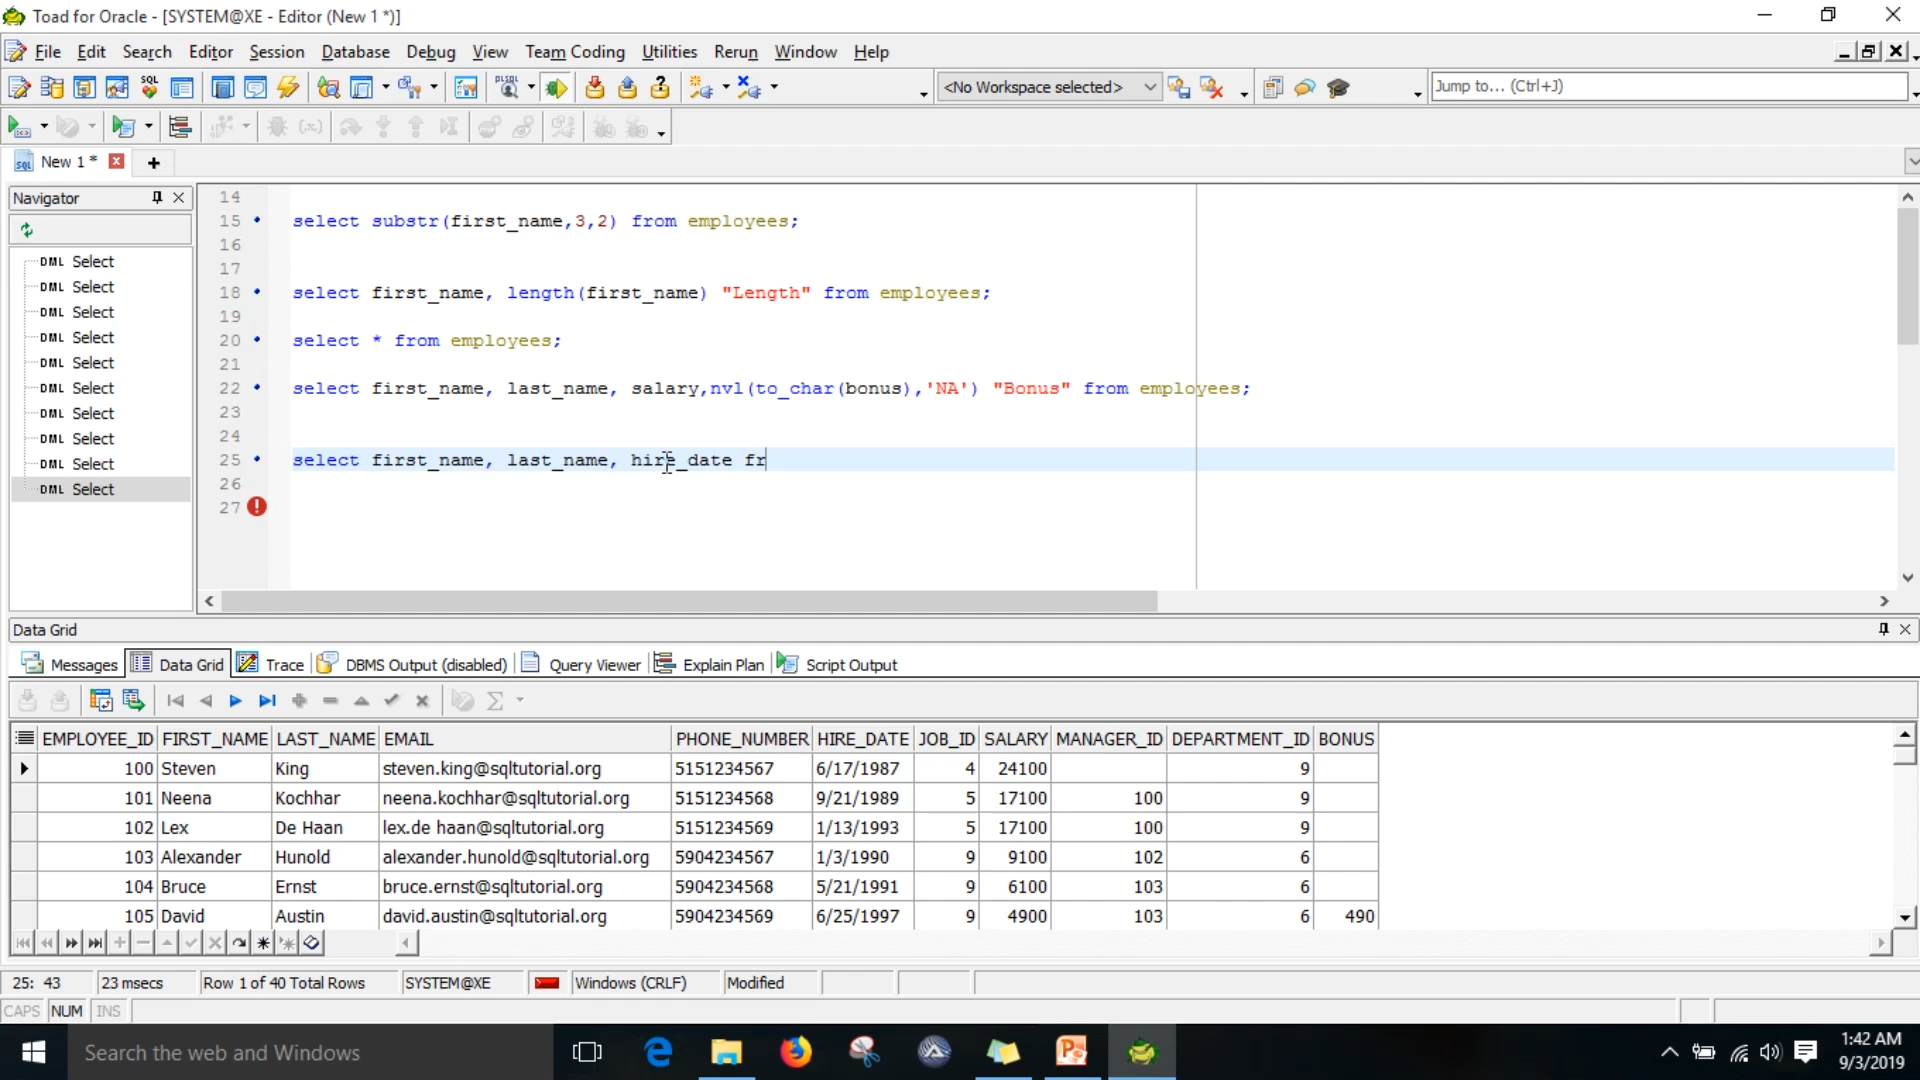 Toad for Oracle - [SYSTEM@XE - Editor (New 1 *)]
File Edit Search Editor Session Database Debug View Team Coding Utilities Rerun Window Help
SQL PLSQL <No Workspace selected> Jump to... (Ctrl+J)
New 1 *
Navigator
DML Select
DML Select
DML Select
DML Select
DML Select
DML Select
DML Select
DML Select
DML Select
DML Select
14
15 select substr(first_name,3,2) from employees;
16
17
18 select first_name, length(first_name) "Length" from employees;
19
20 select * from employees;
21
22 select first_name, last_name, salary,nvl(to_char(bonus),'NA') "Bonus" from employees;
23
24
25 select first_name, last_name, hire_date fr
26
27
Data Grid
Messages Data Grid Trace DBMS Output (disabled) Query Viewer Explain Plan Script Output
EMPLOYEE_ID FIRST_NAME LAST_NAME EMAIL PHONE_NUMBER HIRE_DATE JOB_ID SALARY MANAGER_ID DEPARTMENT_ID BONUS
100 Steven King steven.king@sqltutorial.org 5151234567 6/17/1987 4 24100 9
101 Neena Kochhar neena.kochhar@sqltutorial.org 5151234568 9/21/1989 5 17100 100 9
102 Lex De Haan lex.de haan@sqltutorial.org 5151234569 1/13/1993 5 17100 100 9
103 Alexander Hunold alexander.hunold@sqltutorial.org 5904234567 1/3/1990 9 9100 102 6
104 Bruce Ernst bruce.ernst@sqltutorial.org 5904234568 5/21/1991 9 6100 103 6
105 David Austin david.austin@sqltutorial.org 5904234569 6/25/1997 9 4900 103 6 490
25: 43 23 msecs Row 1 of 40 Total Rows SYSTEM@XE Windows (CRLF) Modified
CAPS NUM INS
Search the web and Windows
1:42 AM
9/3/2019